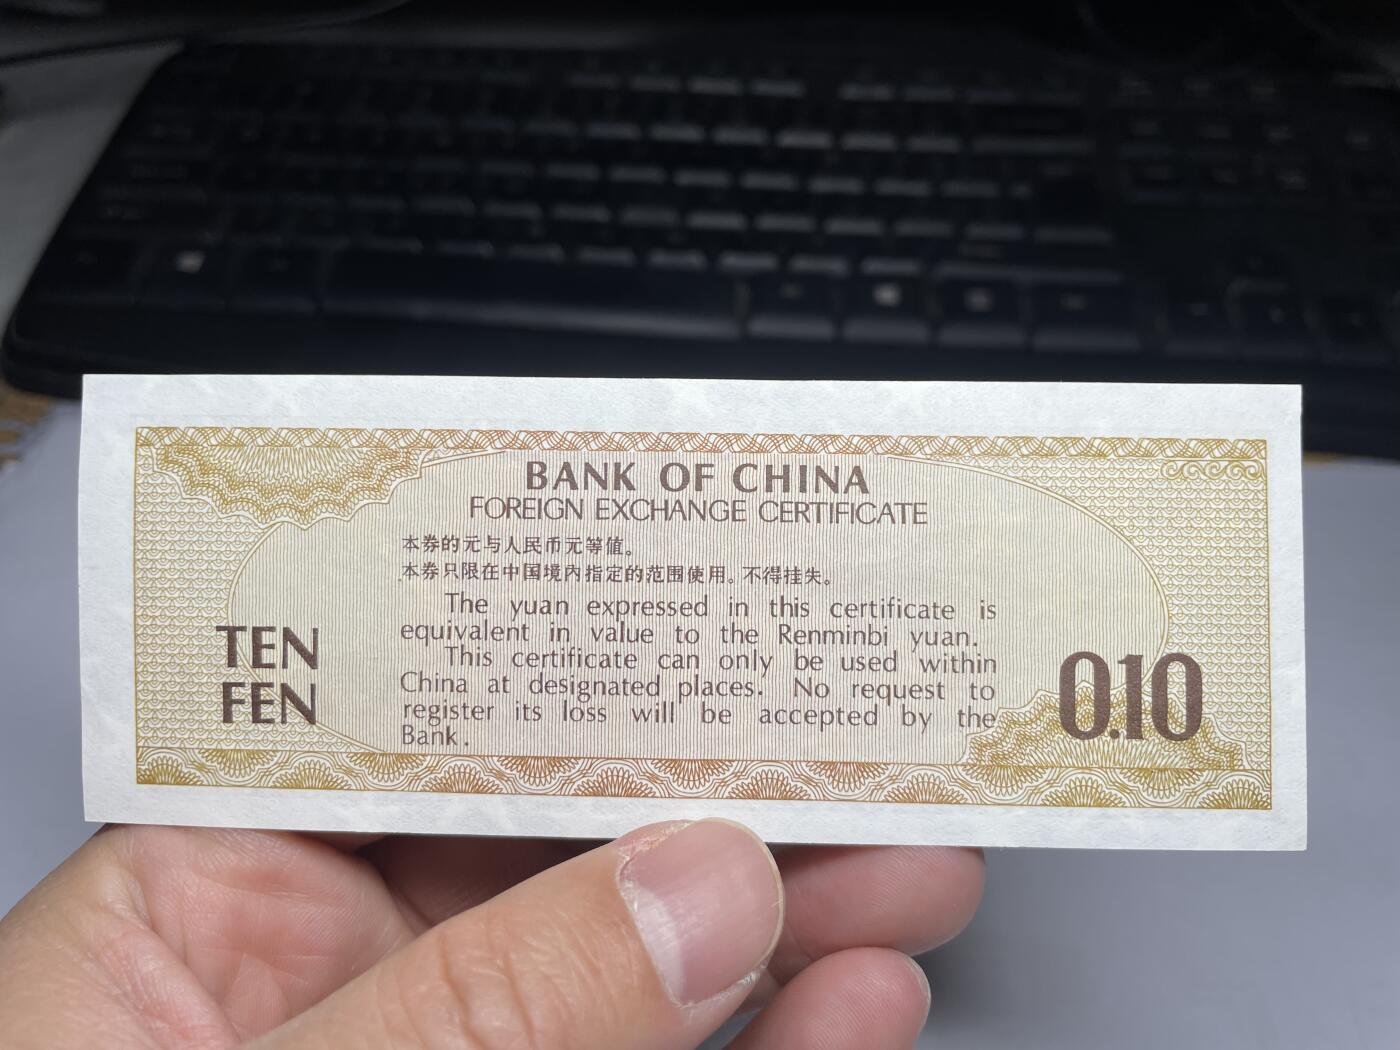 BANK OF CHINA
FOREIGN EXCHANGE CERTIFICATE
本券的元与人民币元等值。
本券只限在中国境内指定的范围使用。不得挂失。
The yuan expressed in this certificate is
equivalent in value to the Renminbi yuan.
This certificate can only be used within
China at designated places. No request to
register its loss will be accepted by the
Bank.
TEN
FEN
0.10